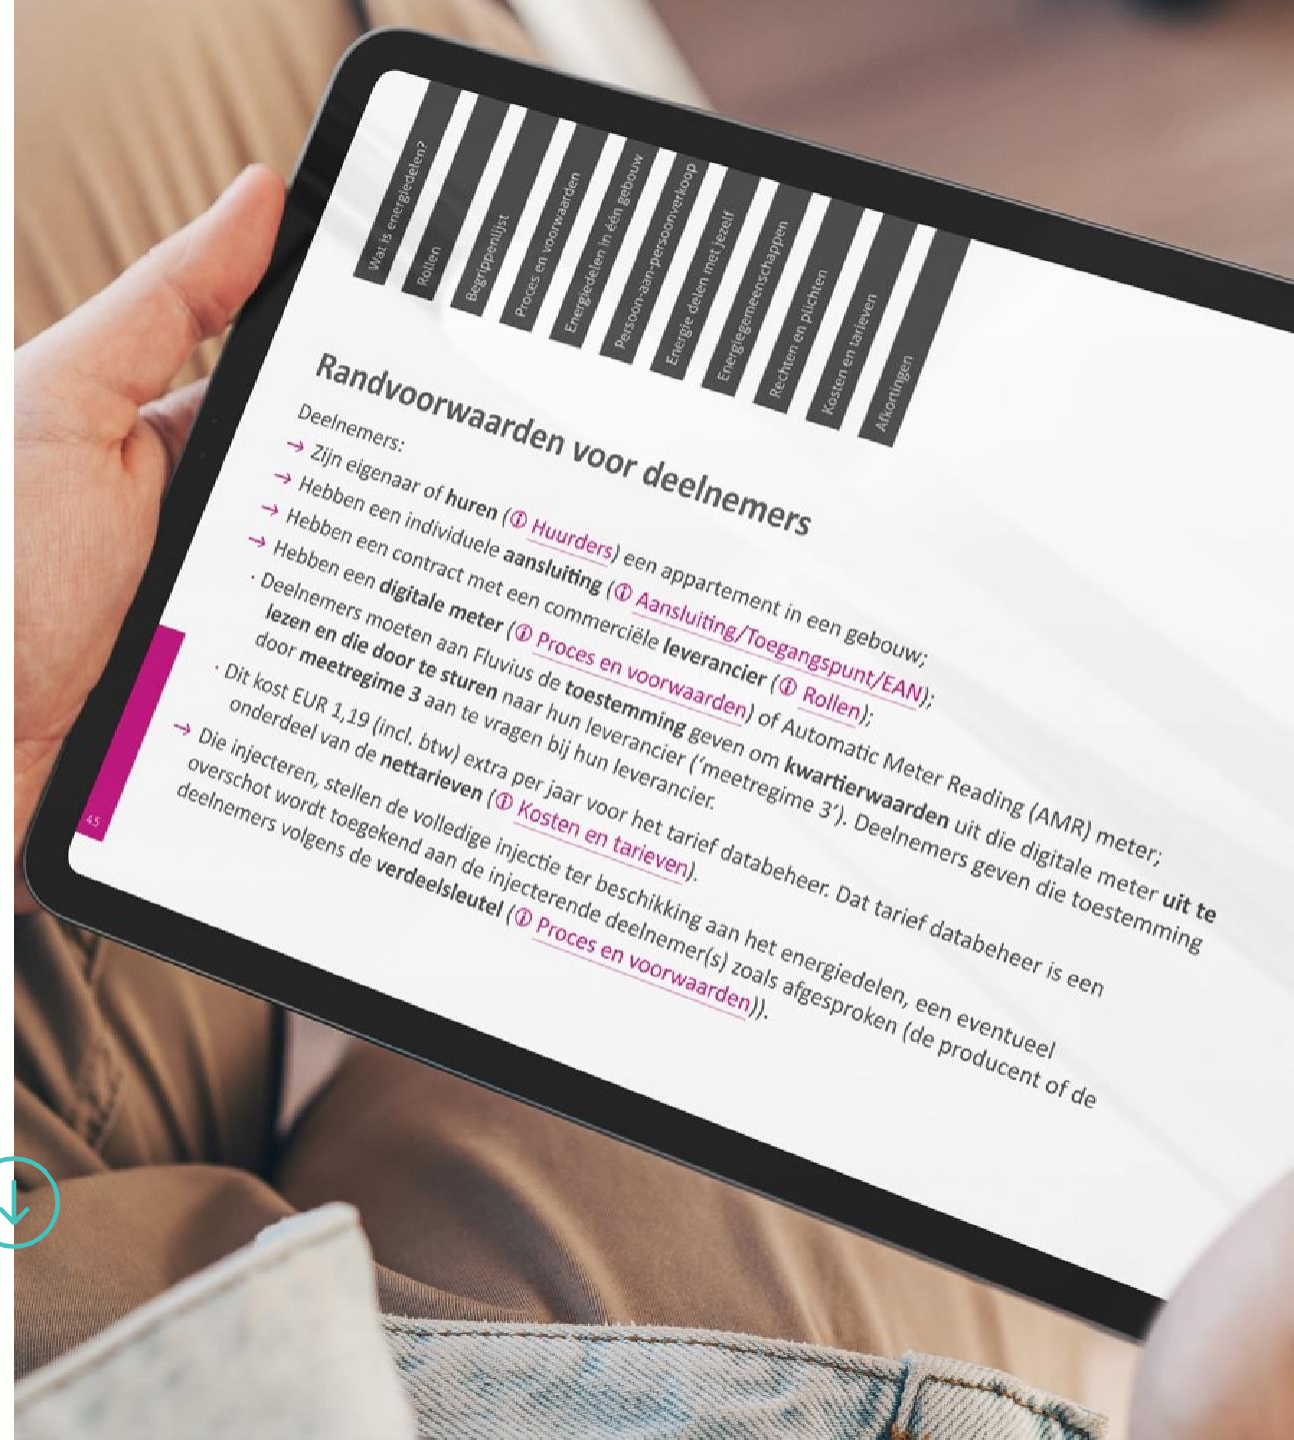 Wat is energiedelen?
Rollen
Begrippenlijst
Proces en voorwaarden
Energiedelen in één gebouw
Persoon-aan-persoonverkoop
Energie delen met jezelf
Energiegemeenschappen
Rechten en plichten
Kosten en tarieven
Afkortingen
Randvoorwaarden voor deelnemers
Deelnemers:
→ Zijn eigenaar of huren (ⓘ Huurders) een appartement in een gebouw;
→ Hebben een individuele aansluiting (ⓘ Aansluiting/Toegangspunt/EAN);
→ Hebben een contract met een commerciële leverancier (ⓘ Rollen);
→ Hebben een digitale meter (ⓘ Proces en voorwaarden) of Automatic Meter Reading (AMR) meter;
· Deelnemers moeten aan Fluvius de toestemming geven om kwartierwaarden uit die digitale meter uit te
lezen en die door te sturen naar hun leverancier (‘meetregime 3’). Deelnemers geven die toestemming
door meetregime 3 aan te vragen bij hun leverancier.
· Dit kost EUR 1,19 (incl. btw) extra per jaar voor het tarief databeheer. Dat tarief databeheer is een
onderdeel van de nettarieven (ⓘ Kosten en tarieven).
→ Die injecteren, stellen de volledige injectie ter beschikking aan het energiedelen, een eventueel
overschot wordt toegekend aan de injecterende deelnemer(s) zoals afgesproken (de producent of de
deelnemers volgens de verdeelsleutel (ⓘ Proces en voorwaarden)).
45